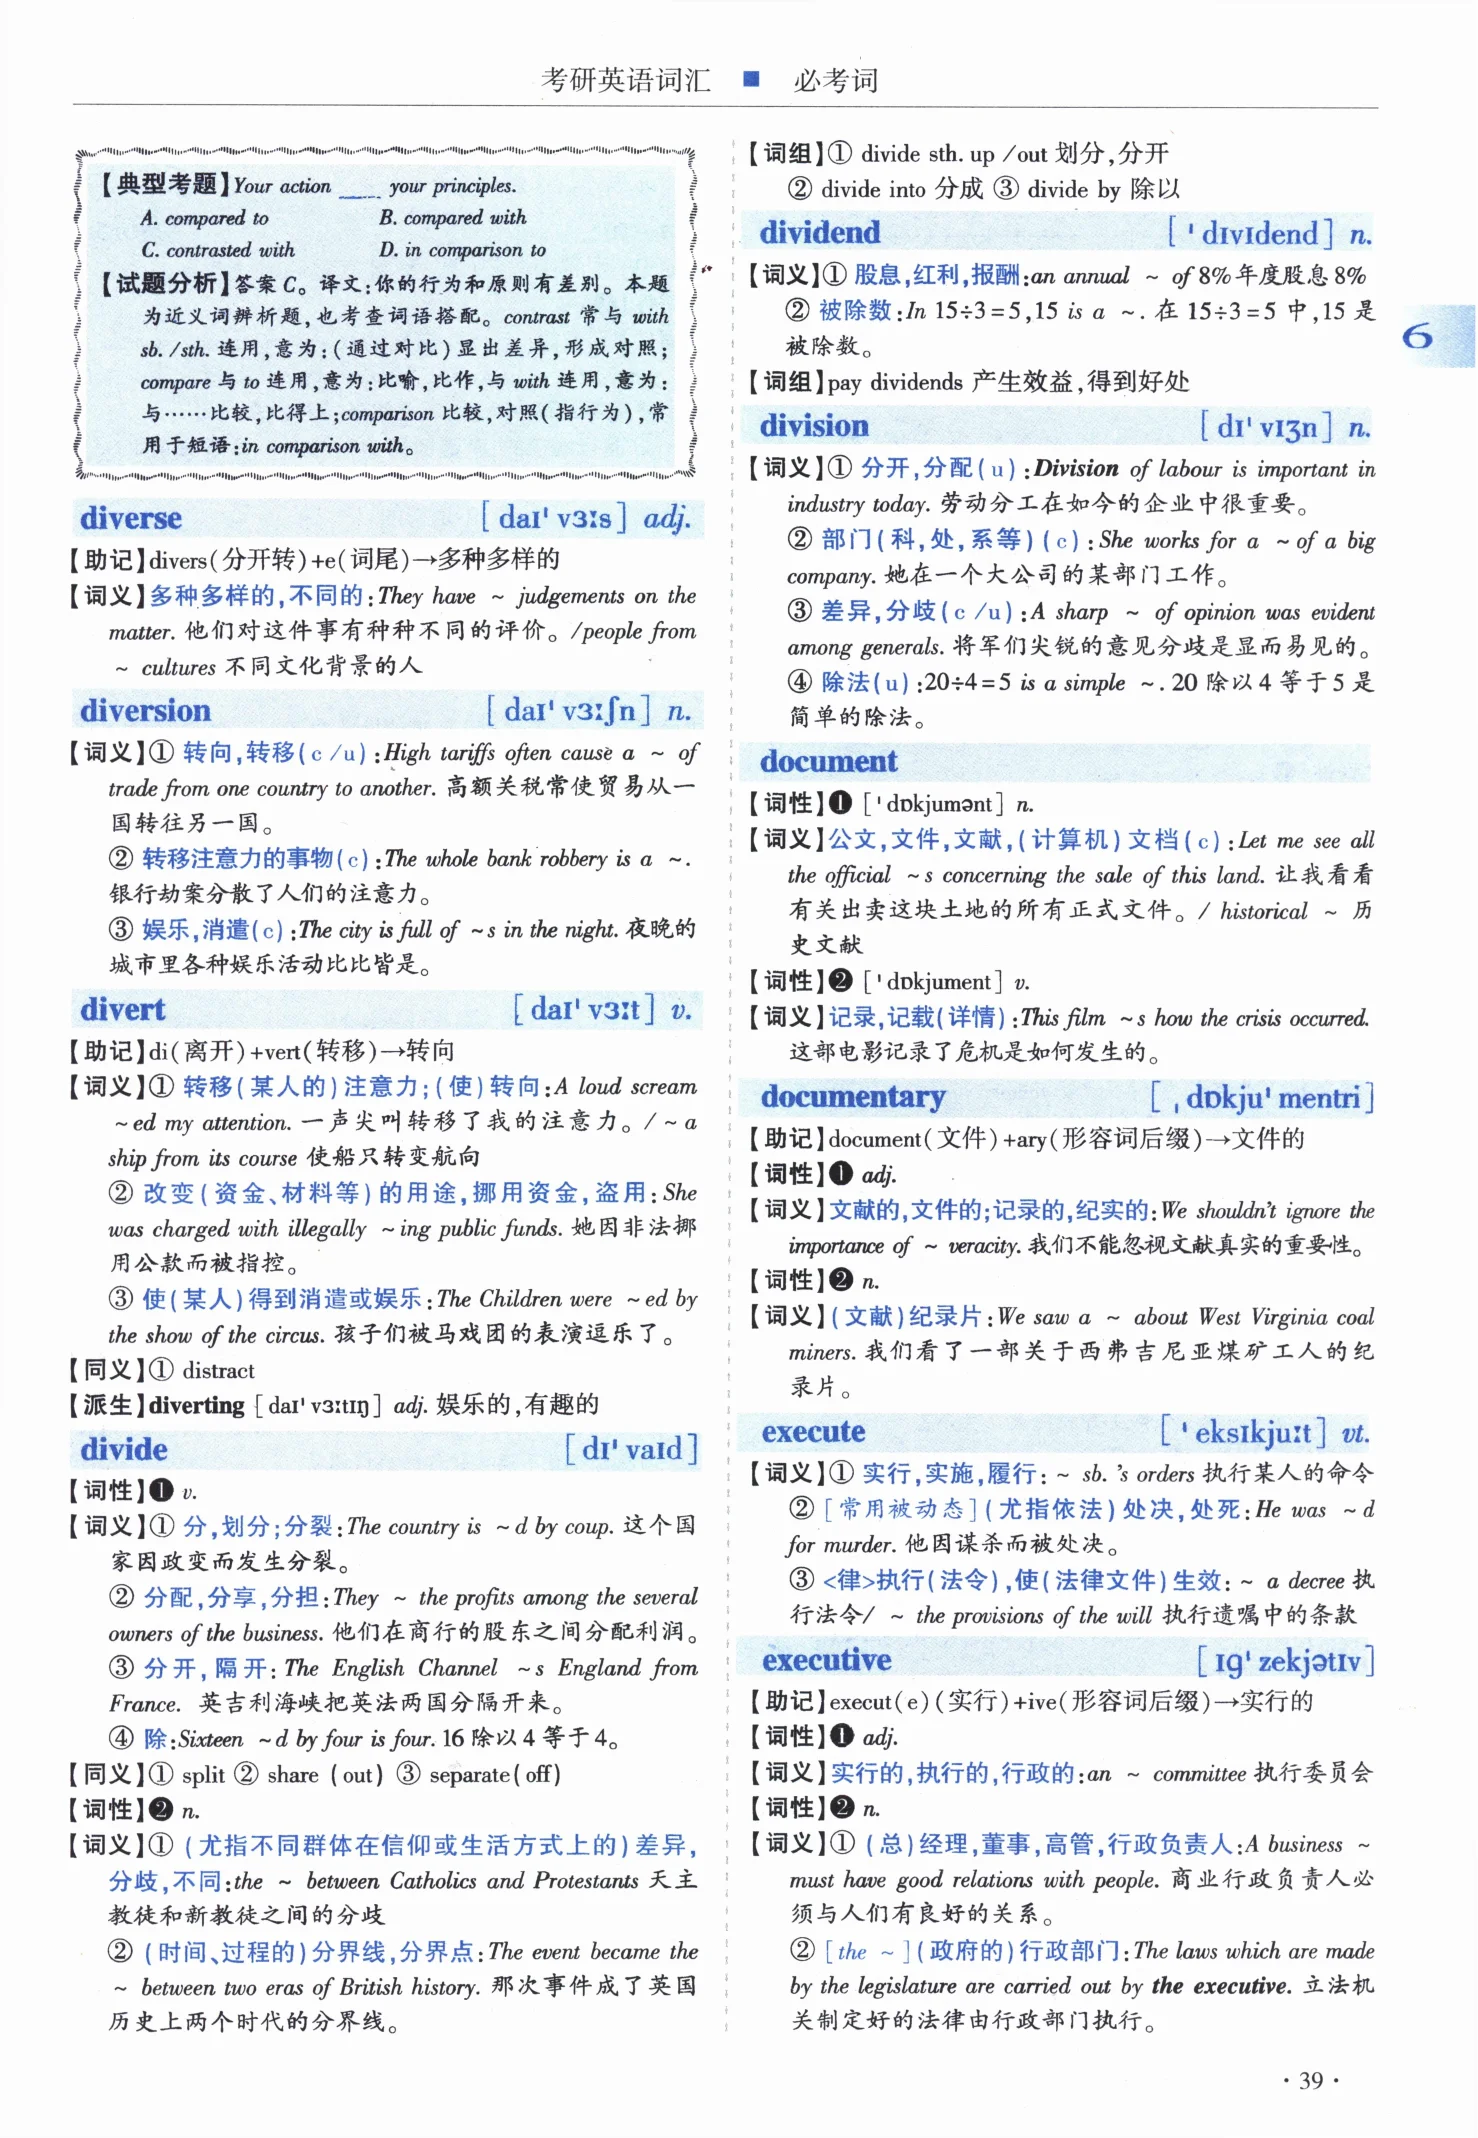 考研英语词汇 ■ 必考词
【典型考题】Your action ____ your principles.
A. compared to B. compared with
C. contrasted with D. in comparison to
【试题分析】答案 C。译文:你的行为和原则有差别。本题
为近义词辨析题,也考查词语搭配。contrast 常与 with
sb. /sth. 连用,意为:(通过对比)显出差异,形成对照;
compare 与 to 连用,意为:比喻,比作,与 with 连用,意为:
与……比较,比得上;comparison 比较,对照(指行为),常
用于短语:in comparison with。
diverse [daɪˈvɜːs] adj.
【助记】divers(分开转)+e(词尾)→多种多样的
【词义】多种多样的,不同的:They have ~ judgements on the
matter. 他们对这件事有种种不同的评价。/people from
~ cultures 不同文化背景的人
diversion [daɪˈvɜːʃn] n.
【词义】① 转向,转移(c /u):High tariffs often cause a ~ of
trade from one country to another. 高额关税常使贸易从一
国转往另一国。
② 转移注意力的事物(c):The whole bank robbery is a ~.
银行劫案分散了人们的注意力。
③ 娱乐,消遣(c):The city is full of ~s in the night. 夜晚的
城市里各种娱乐活动比比皆是。
divert [daɪˈvɜːt] v.
【助记】di(离开)+vert(转移)→转向
【词义】① 转移(某人的)注意力;(使)转向:A loud scream
~ed my attention. 一声尖叫转移了我的注意力。/ ~ a
ship from its course 使船只转变航向
② 改变(资金、材料等)的用途,挪用资金,盗用:She
was charged with illegally ~ing public funds. 她因非法挪
用公款而被指控。
③ 使(某人)得到消遣或娱乐:The Children were ~ed by
the show of the circus. 孩子们被马戏团的表演逗乐了。
【同义】① distract
【派生】diverting [daɪˈvɜːtɪŋ] adj. 娱乐的,有趣的
divide [dɪˈvaɪd]
【词性】❶ v.
【词义】① 分,划分;分裂:The country is ~d by coup. 这个国
家因政变而发生分裂。
② 分配,分享,分担:They ~ the profits among the several
owners of the business. 他们在商行的股东之间分配利润。
③ 分开,隔开: The English Channel ~s England from
France. 英吉利海峡把英法两国分隔开来。
④ 除:Sixteen ~d by four is four. 16 除以 4 等于 4。
【同义】① split ② share (out) ③ separate(off)
【词性】❷ n.
【词义】① (尤指不同群体在信仰或生活方式上的)差异,
分歧,不同:the ~ between Catholics and Protestants 天主
教徒和新教徒之间的分歧
② (时间、过程的)分界线,分界点:The event became the
~ between two eras of British history. 那次事件成了英国
历史上两个时代的分界线。
【词组】① divide sth. up /out 划分,分开
② divide into 分成 ③ divide by 除以
dividend [ˈdɪvɪdend] n.
【词义】① 股息,红利,报酬:an annual ~ of 8%年度股息 8%
② 被除数:In 15÷3=5,15 is a ~. 在 15÷3=5 中,15 是
被除数。
【词组】pay dividends 产生效益,得到好处
division [dɪˈvɪʒn] n.
【词义】① 分开,分配(u):Division of labour is important in
industry today. 劳动分工在如今的企业中很重要。
② 部门(科,处,系等)(c):She works for a ~of a big
company. 她在一个大公司的某部门工作。
③ 差异,分歧(c /u):A sharp ~ of opinion was evident
among generals. 将军们尖锐的意见分歧是显而易见的。
④ 除法(u):20÷4=5 is a simple ~. 20 除以 4 等于 5 是
简单的除法。
document
【词性】❶ [ˈdɒkjumənt] n.
【词义】公文,文件,文献,(计算机)文档(c):Let me see all
the official ~s concerning the sale of this land. 让我看看
有关出卖这块土地的所有正式文件。/ historical ~ 历
史文献
【词性】❷ [ˈdɒkjument] v.
【词义】记录,记载(详情):This film ~s how the crisis occurred.
这部电影记录了危机是如何发生的。
documentary [ˌdɒkjuˈmentri]
【助记】document(文件)+ary(形容词后缀)→文件的
【词性】❶ adj.
【词义】文献的,文件的;记录的,纪实的:We shouldn't ignore the
importance of ~ veracity. 我们不能忽视文献真实的重要性。
【词性】❷ n.
【词义】(文献)纪录片:We saw a ~ about West Virginia coal
miners. 我们看了一部关于西弗吉尼亚煤矿工人的纪
录片。
execute [ˈeksɪkjuːt] vt.
【词义】① 实行,实施,履行: ~ sb. 's orders 执行某人的命令
② [常用被动态](尤指依法)处决,处死:He was ~d
for murder. 他因谋杀而被处决。
③ <律>执行(法令),使(法律文件)生效: ~ a decree 执
行法令/ ~ the provisions of the will 执行遗嘱中的条款
executive [ɪɡˈzekjətɪv]
【助记】execut(e)(实行)+ive(形容词后缀)→实行的
【词性】❶ adj.
【词义】实行的,执行的,行政的:an ~ committee 执行委员会
【词性】❷ n.
【词义】① (总)经理,董事,高管,行政负责人:A business ~
must have good relations with people. 商业行政负责人必
须与人们有良好的关系。
② [the ~](政府的)行政部门:The laws which are made
by the legislature are carried out by the executive. 立法机
关制定好的法律由行政部门执行。
6
· 39 ·